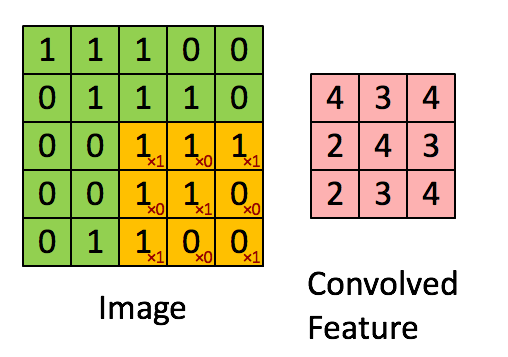 1 1 1 0 0
0 1 1 1 0
0 0 1×1 1×0 1×1
0 0 1×0 1×1 0×0
0 1 1×1 0×0 0×1
Image
4 3 4
2 4 3
2 3 4
Convolved
Feature